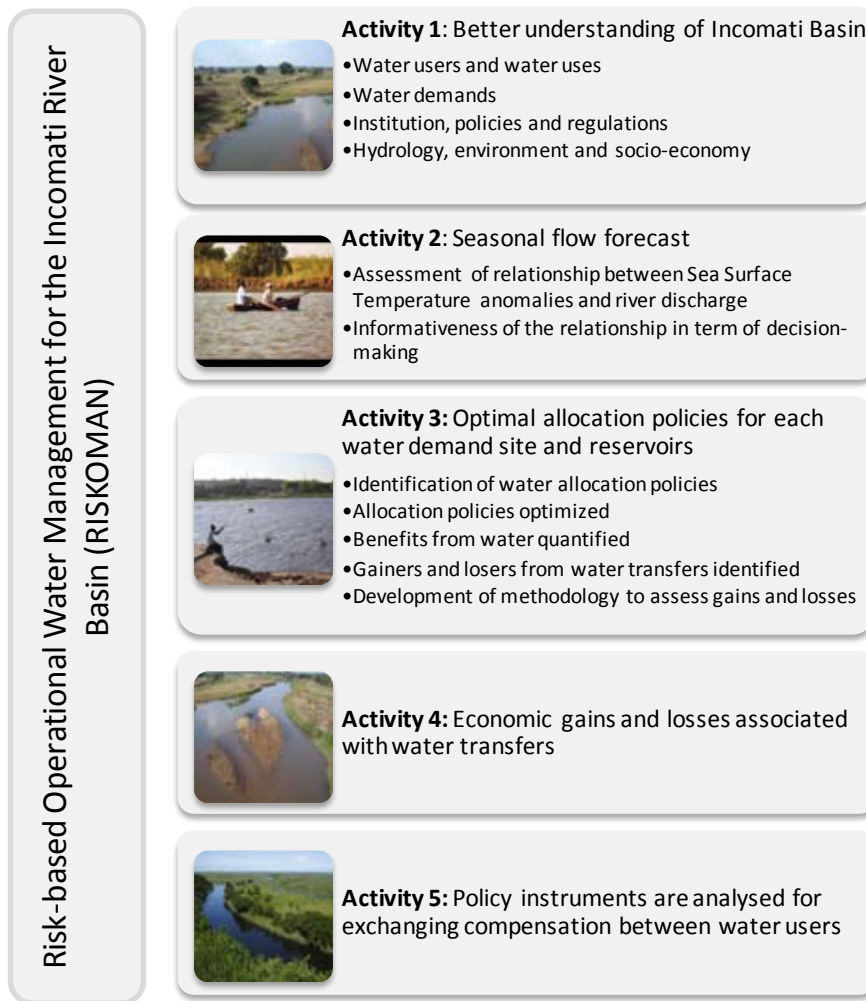 Risk-based Operational Water Management for the Incomati River
Basin (RISKOMAN)
Activity 1: Better understanding of Incomati Basin
•Water users and water uses
•Water demands
•Institution, policies and regulations
•Hydrology, environment and socio-economy
Activity 2: Seasonal flow forecast
•Assessment of relationship between Sea Surface
Temperature anomalies and river discharge
•Informativeness of the relationship in term of decision-
making
Activity 3: Optimal allocation policies for each
water demand site and reservoirs
•Identification of water allocation policies
•Allocation policies optimized
•Benefits from water quantified
•Gainers and losers from water transfers identified
•Development of methodology to assess gains and losses
Activity 4: Economic gains and losses associated
with water transfers
Activity 5: Policy instruments are analysed for
exchanging compensation between water users